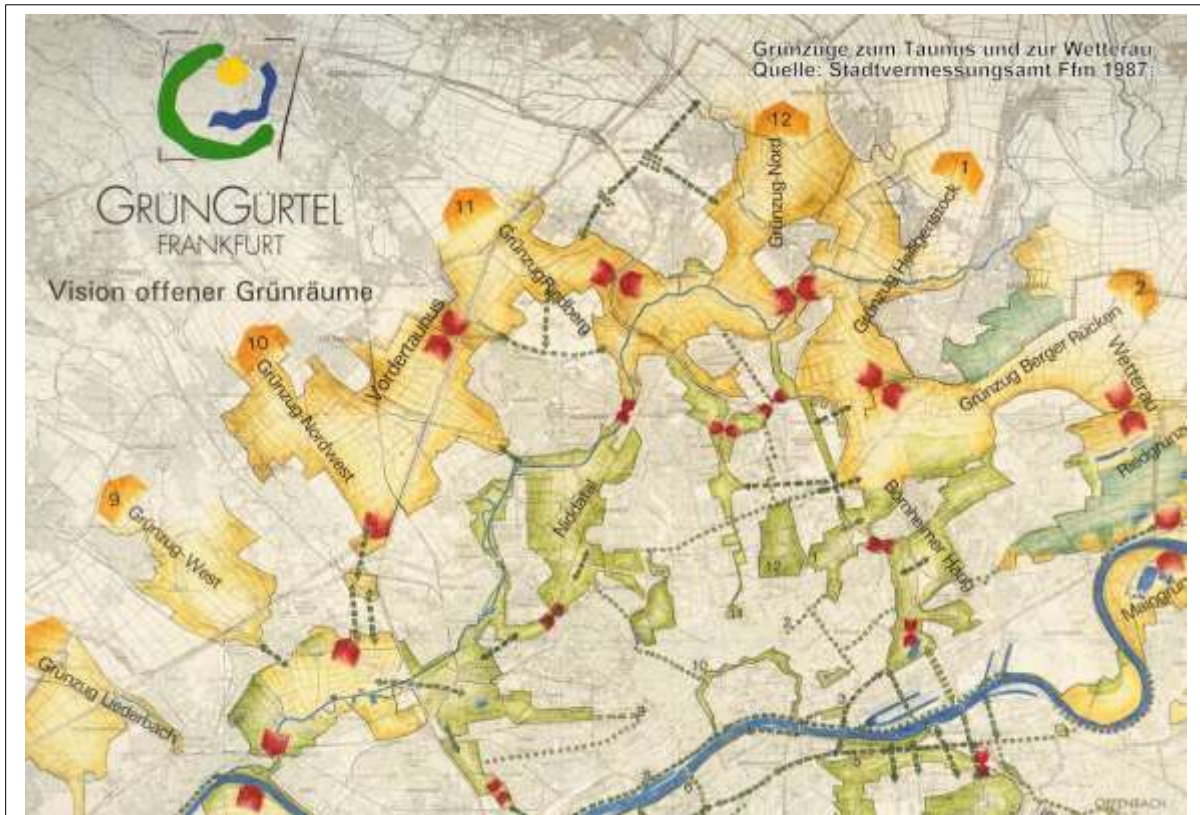 Grünzüge zum Taunus und zur Wetterau
Quelle: Stadtvermessungsamt Ffm 1987
GRÜNGÜRTEL
FRANKFURT
Vision offener Grünräume
12
Grünzug-Nord
1
Grünzug Heiligenstock
11
Grünzug Riedberg
2
Grünzug Berger Rücken
Wetterau
10
Grünzug-Nordwest
Vordertaunus
9
Grünzug-West
Niddatal
Bornheimer Hang
12
10
Grünzug Liederbach
OFFENBACH